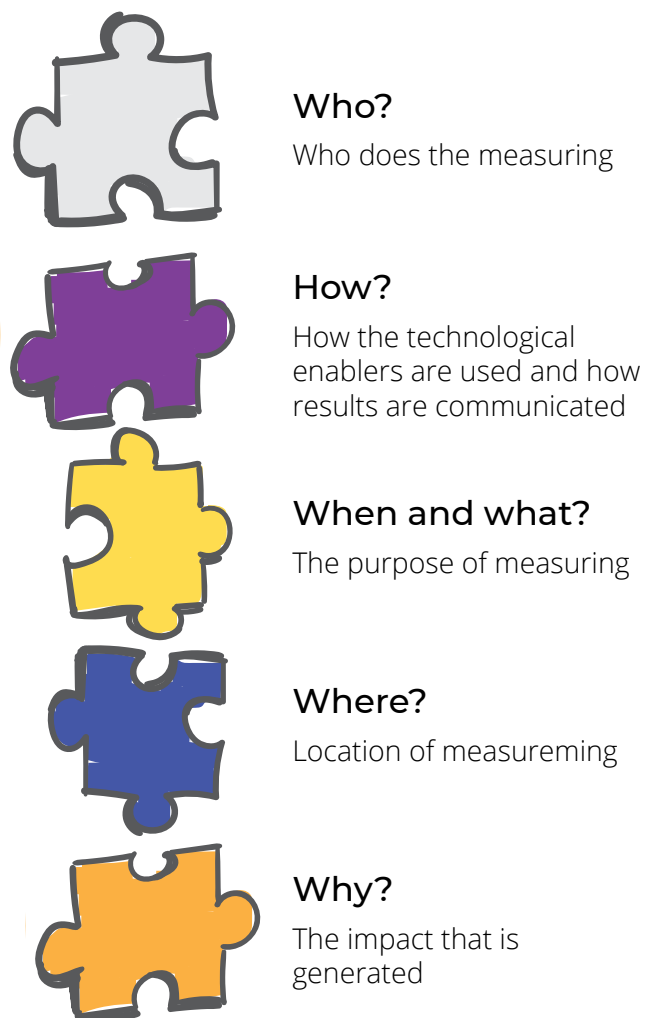 Who?
Who does the measuring
How?
How the technological
enablers are used and how
results are communicated
When and what?
The purpose of measuring
Where?
Location of measureming
Why?
The impact that is
generated